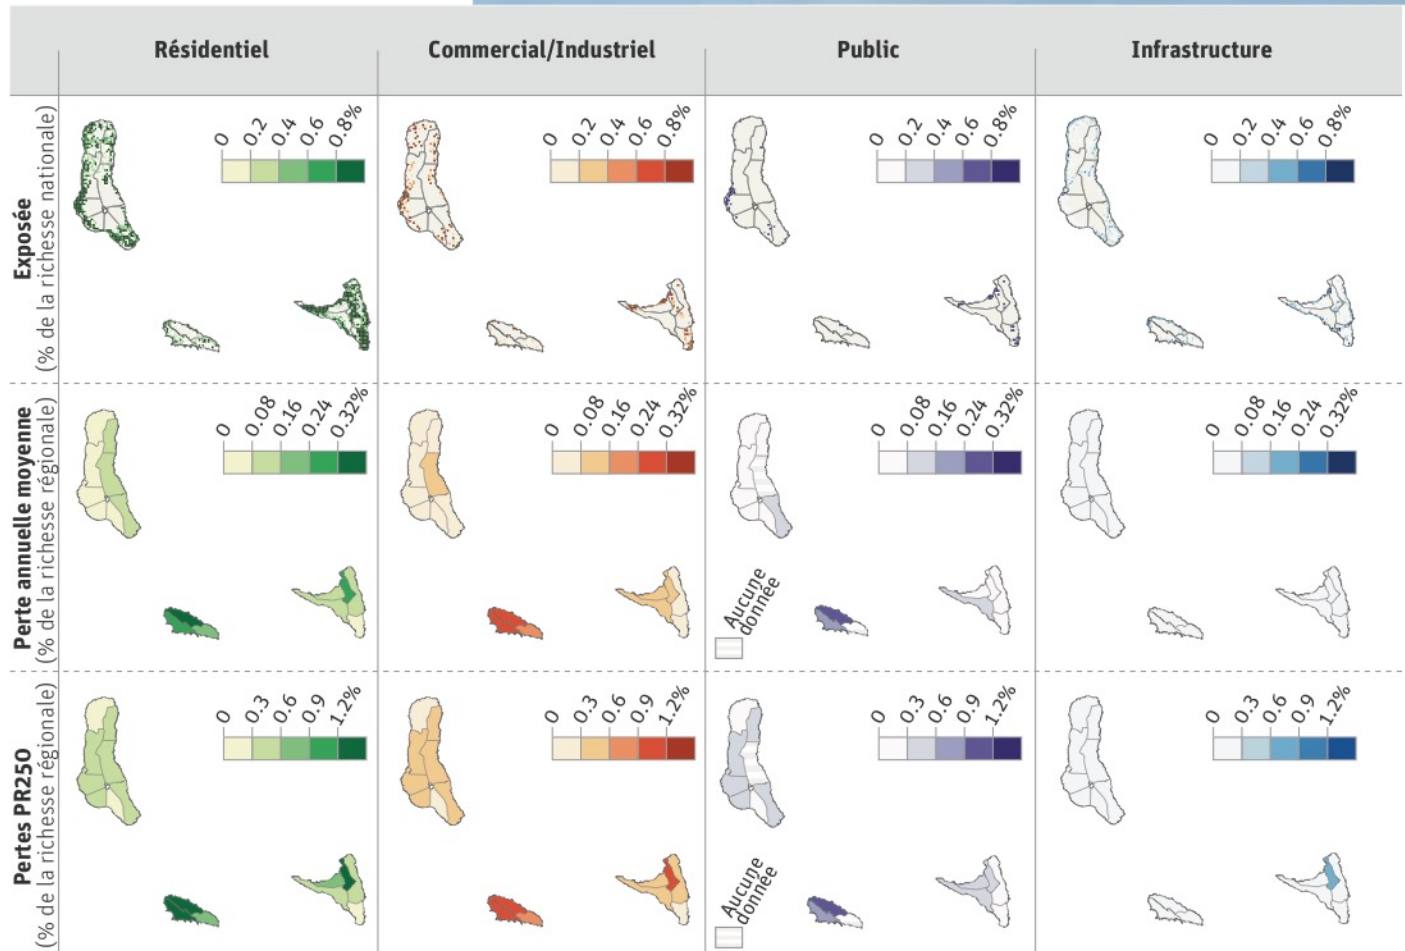 Résidentiel
Commercial/Industriel
Public
Infrastructure
Exposée
(% de la richesse nationale)
0 0.2 0.4 0.6 0.8%
0 0.2 0.4 0.6 0.8%
0 0.2 0.4 0.6 0.8%
0 0.2 0.4 0.6 0.8%
Perte annuelle moyenne
(% de la richesse régionale)
0 0.08 0.16 0.24 0.32%
0 0.08 0.16 0.24 0.32%
0 0.08 0.16 0.24 0.32%
Aucune
donnée
0 0.08 0.16 0.24 0.32%
Pertes PR250
(% de la richesse régionale)
0 0.3 0.6 0.9 1.2%
0 0.3 0.6 0.9 1.2%
0 0.3 0.6 0.9 1.2%
Aucune
donnée
0 0.3 0.6 0.9 1.2%